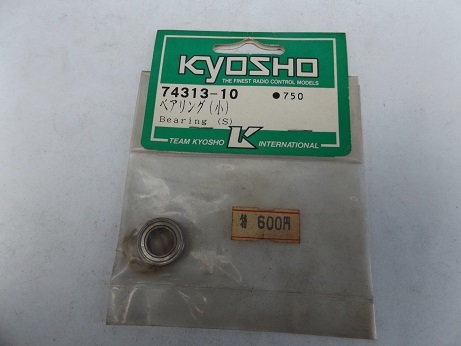 KYOSHO
THE FINEST RADIO CONTROL MODELS
74313-10 ●750
ベアリング(小)
Bearing (S)
TEAM KYOSHO K INTERNATIONAL
600円